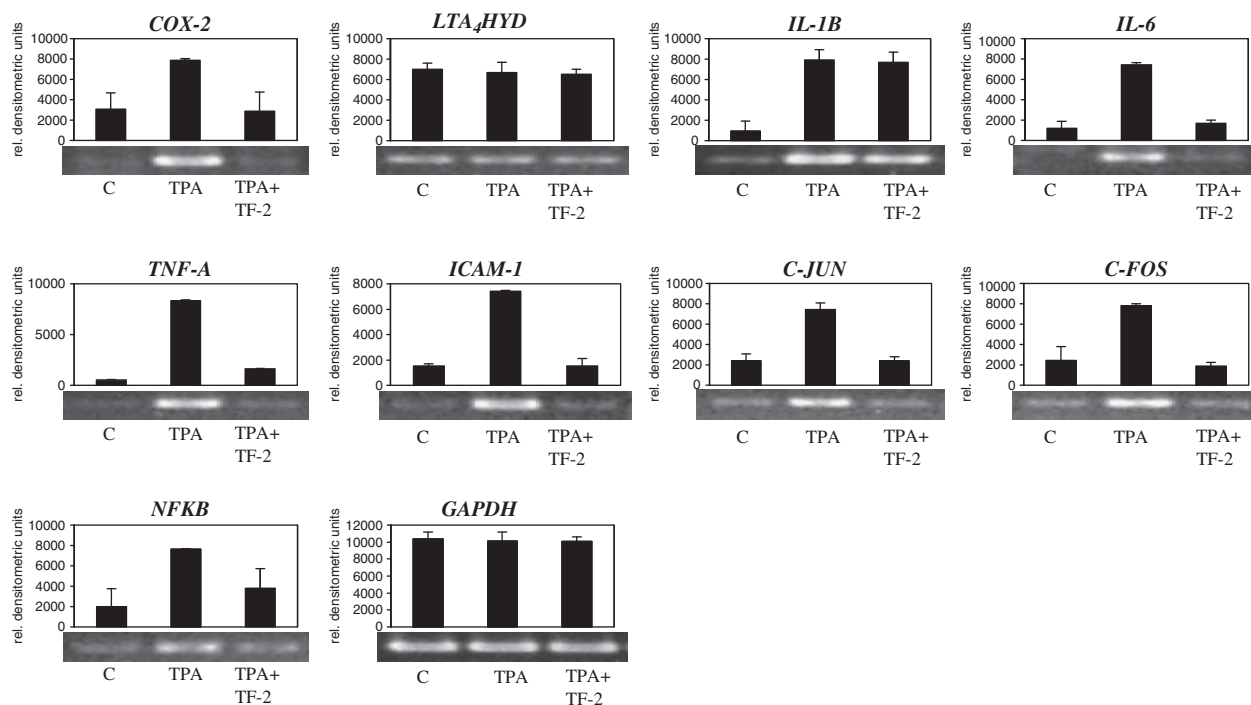 COX-2
rel. densitometric units
10000
8000
6000
4000
2000
0
C
TPA
TPA+
TF-2
LTA4HYD
rel. densitometric units
10000
8000
6000
4000
2000
0
C
TPA
TPA+
TF-2
IL-1B
rel. densitometric units
10000
8000
6000
4000
2000
0
C
TPA
TPA+
TF-2
IL-6
rel. densitometric units
10000
8000
6000
4000
2000
0
C
TPA
TPA+
TF-2
TNF-A
rel. densitometric units
10000
5000
0
C
TPA
TPA+
TF-2
ICAM-1
rel. densitometric units
8000
6000
4000
2000
0
C
TPA
TPA+
TF-2
C-JUN
rel. densitometric units
10000
8000
6000
4000
2000
0
C
TPA
TPA+
TF-2
C-FOS
rel. densitometric units
10000
8000
6000
4000
2000
0
C
TPA
TPA+
TF-2
NFKB
rel. densitometric units
10000
8000
6000
4000
2000
0
C
TPA
TPA+
TF-2
GAPDH
rel. densitometric units
12000
10000
8000
6000
4000
2000
0
C
TPA
TPA+
TF-2